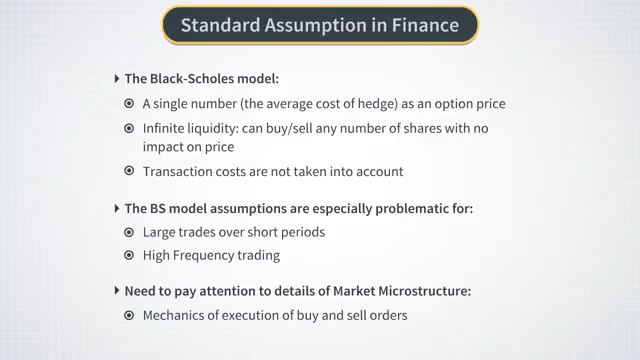 Standard Assumption in Finance
The Black-Scholes model:
A single number (the average cost of hedge) as an option price
Infinite liquidity: can buy/sell any number of shares with no
impact on price
Transaction costs are not taken into account
The BS model assumptions are especially problematic for:
Large trades over short periods
High Frequency trading
Need to pay attention to details of Market Microstructure:
Mechanics of execution of buy and sell orders